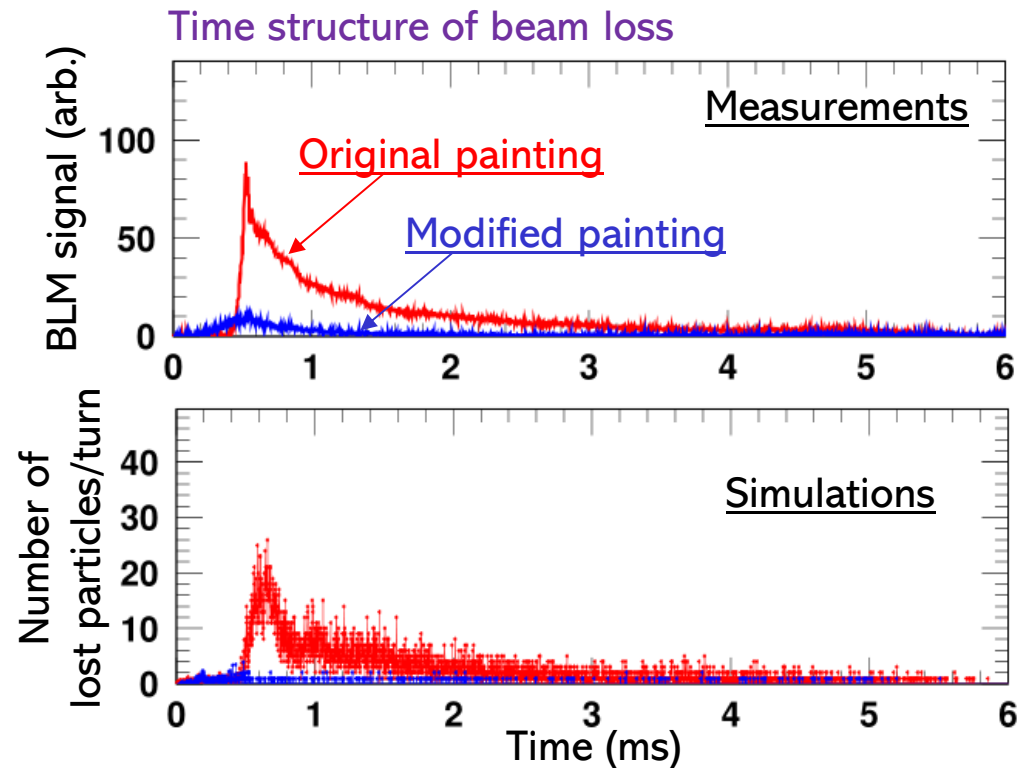 Time structure of beam loss
BLM signal (arb.)
100
50
0
Measurements
Original painting
Modified painting
0 1 2 3 4 5 6
Number of
lost particles/turn
40
30
20
10
0
Simulations
0 1 2 3 4 5 6
Time (ms)